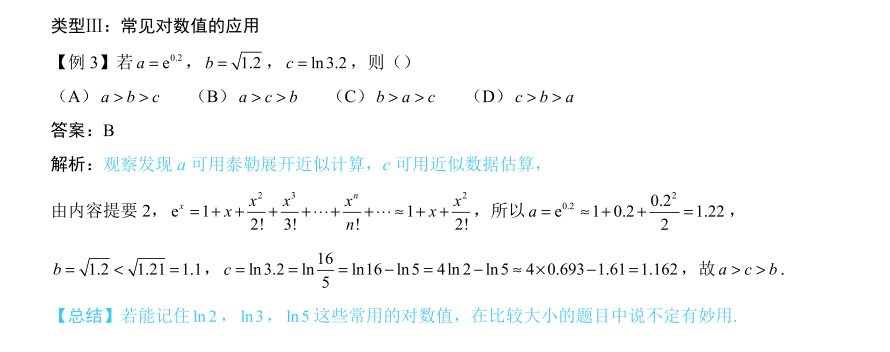 类型Ⅲ：常见对数值的应用
【例 3】若 $a=\mathrm{e}^{0.2}$，$b=\sqrt{1.2}$，$c=\ln 3.2$，则（）
（A）$a>b>c$ （B）$a>c>b$ （C）$b>a>c$ （D）$c>b>a$
答案：B
解析：观察发现 $a$ 可用泰勒展开近似计算，$c$ 可用近似数据估算，
由内容提要 2，$\mathrm{e}^{x}=1+x+\frac{x^2}{2!}+\frac{x^3}{3!}+\cdots+\frac{x^n}{n!}+\cdots\approx 1+x+\frac{x^2}{2!}$，所以 $a=\mathrm{e}^{0.2}\approx 1+0.2+\frac{0.2^2}{2}=1.22$，
$b=\sqrt{1.2}<\sqrt{1.21}=1.1$，$c=\ln 3.2=\ln\frac{16}{5}=\ln 16-\ln 5=4\ln 2-\ln 5\approx 4\times 0.693-1.61=1.162$，故 $a>c>b$.
【总结】若能记住 $\ln 2$，$\ln 3$，$\ln 5$ 这些常用的对数值，在比较大小的题目中说不定有妙用.